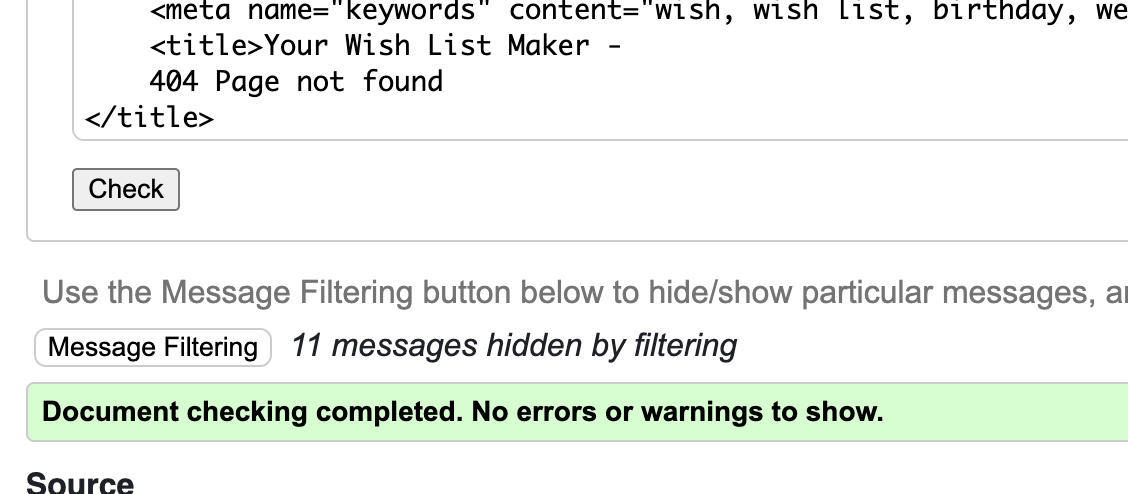 <meta name="keywords" content="wish, wish list, birthday, we
<title>Your Wish List Maker -
404 Page not found
</title>
Check
Use the Message Filtering button below to hide/show particular messages, a
Message Filtering 11 messages hidden by filtering
Document checking completed. No errors or warnings to show.
Source